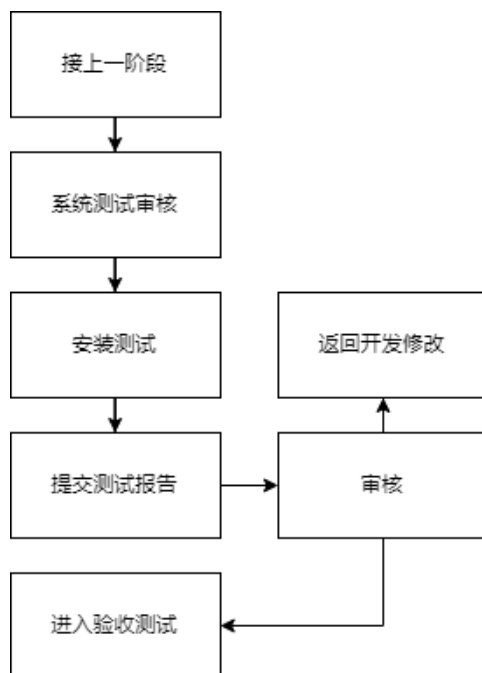 接上一阶段
系统测试审核
安装测试
返回开发修改
提交测试报告
审核
进入验收测试